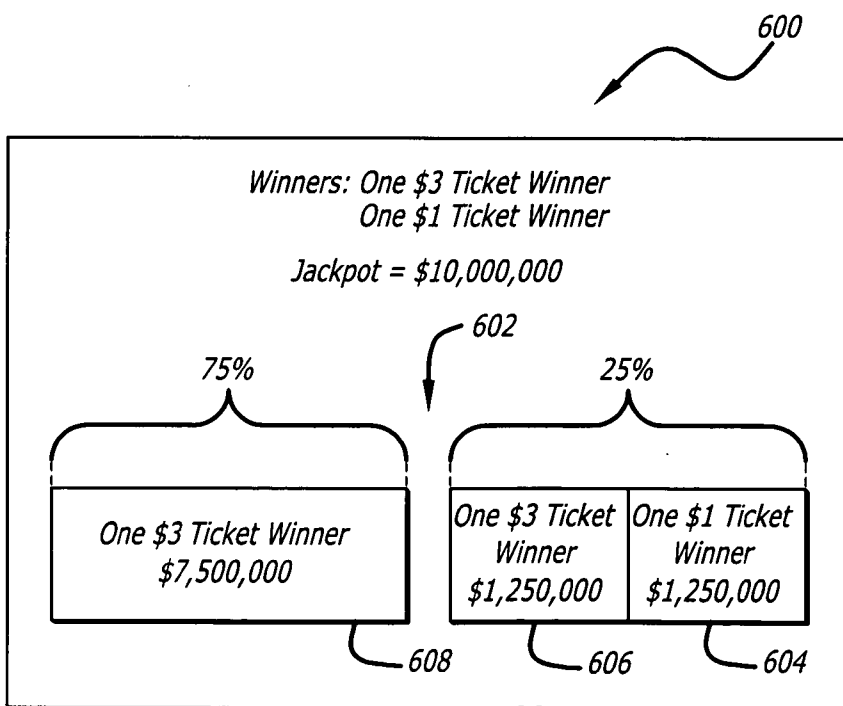 600
Winners: One $3 Ticket Winner
One $1 Ticket Winner
Jackpot = $10,000,000
602
75%
25%
One $3 Ticket Winner
$7,500,000
One $3 Ticket
Winner
$1,250,000
One $1 Ticket
Winner
$1,250,000
608
606
604